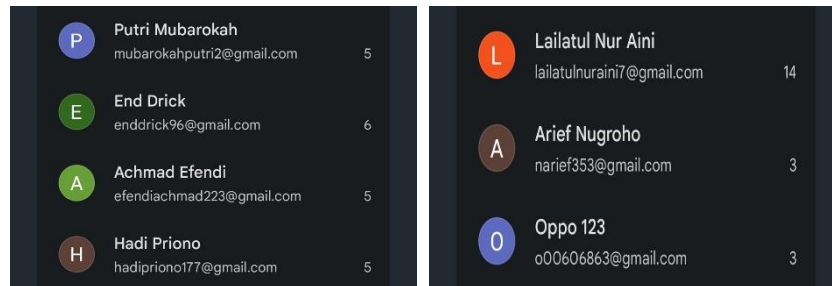 P
Putri Mubarokah
mubarokahputri2@gmail.com 5
E
End Drick
enddrick96@gmail.com 6
A
Achmad Efendi
efendiachmad223@gmail.com 5
H
Hadi Priono
hadipriono177@gmail.com 5
L
Lailatul Nur Aini
lailatulnuraini7@gmail.com 14
A
Arief Nugroho
narief353@gmail.com 3
O
Oppo 123
o00606863@gmail.com 3